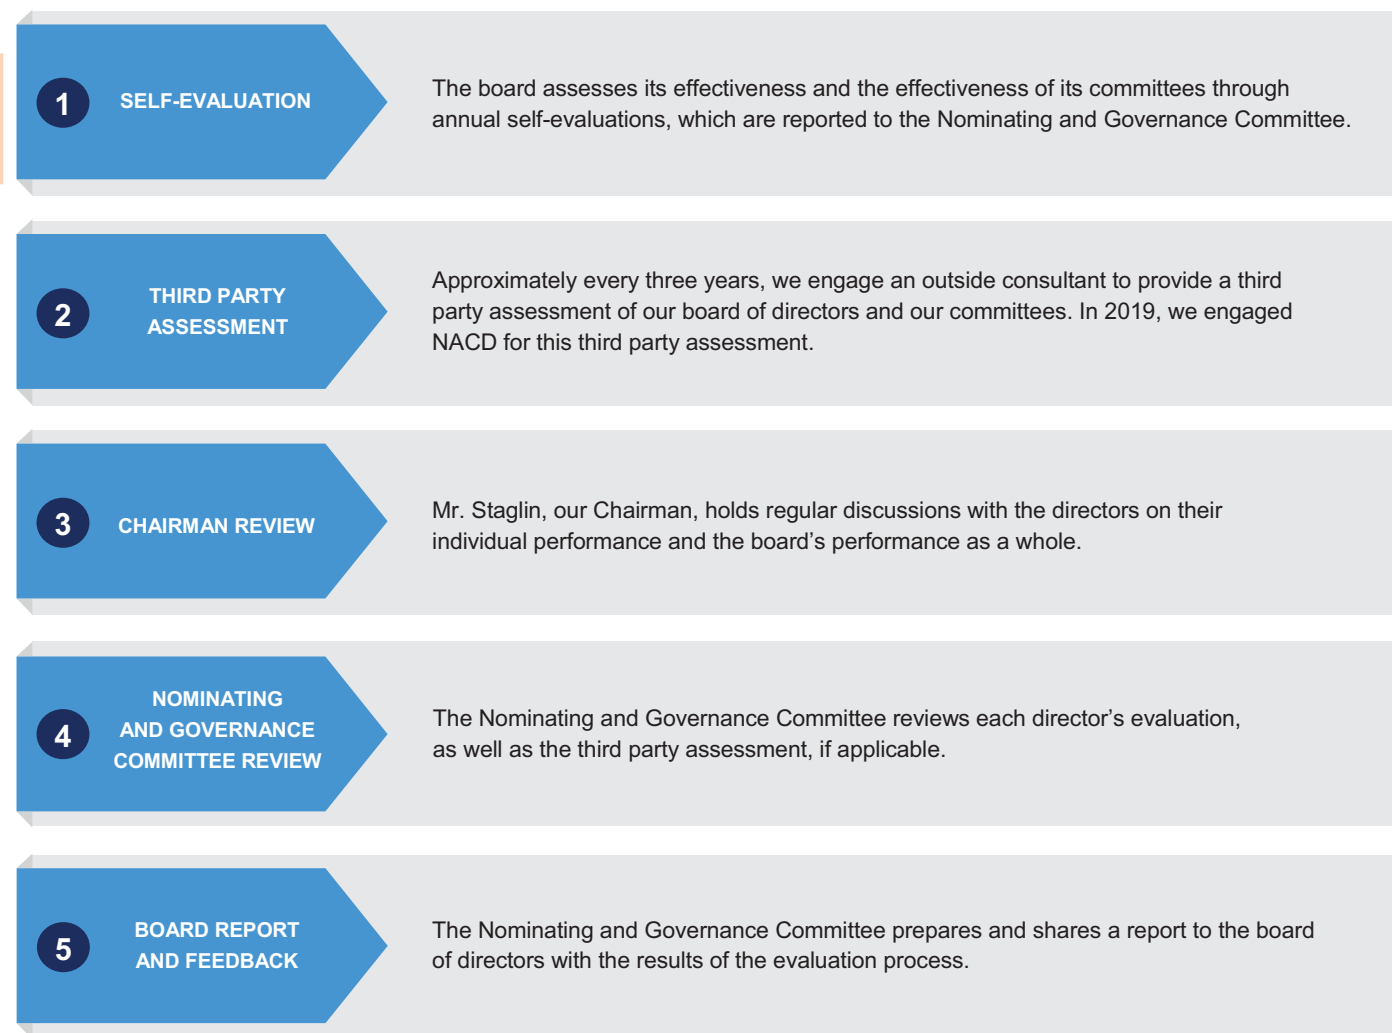 1
SELF-EVALUATION
The board assesses its effectiveness and the effectiveness of its committees through
annual self-evaluations, which are reported to the Nominating and Governance Committee.
2
THIRD PARTY
ASSESSMENT
Approximately every three years, we engage an outside consultant to provide a third
party assessment of our board of directors and our committees. In 2019, we engaged
NACD for this third party assessment.
3
CHAIRMAN REVIEW
Mr. Staglin, our Chairman, holds regular discussions with the directors on their
individual performance and the board’s performance as a whole.
4
NOMINATING
AND GOVERNANCE
COMMITTEE REVIEW
The Nominating and Governance Committee reviews each director’s evaluation,
as well as the third party assessment, if applicable.
5
BOARD REPORT
AND FEEDBACK
The Nominating and Governance Committee prepares and shares a report to the board
of directors with the results of the evaluation process.